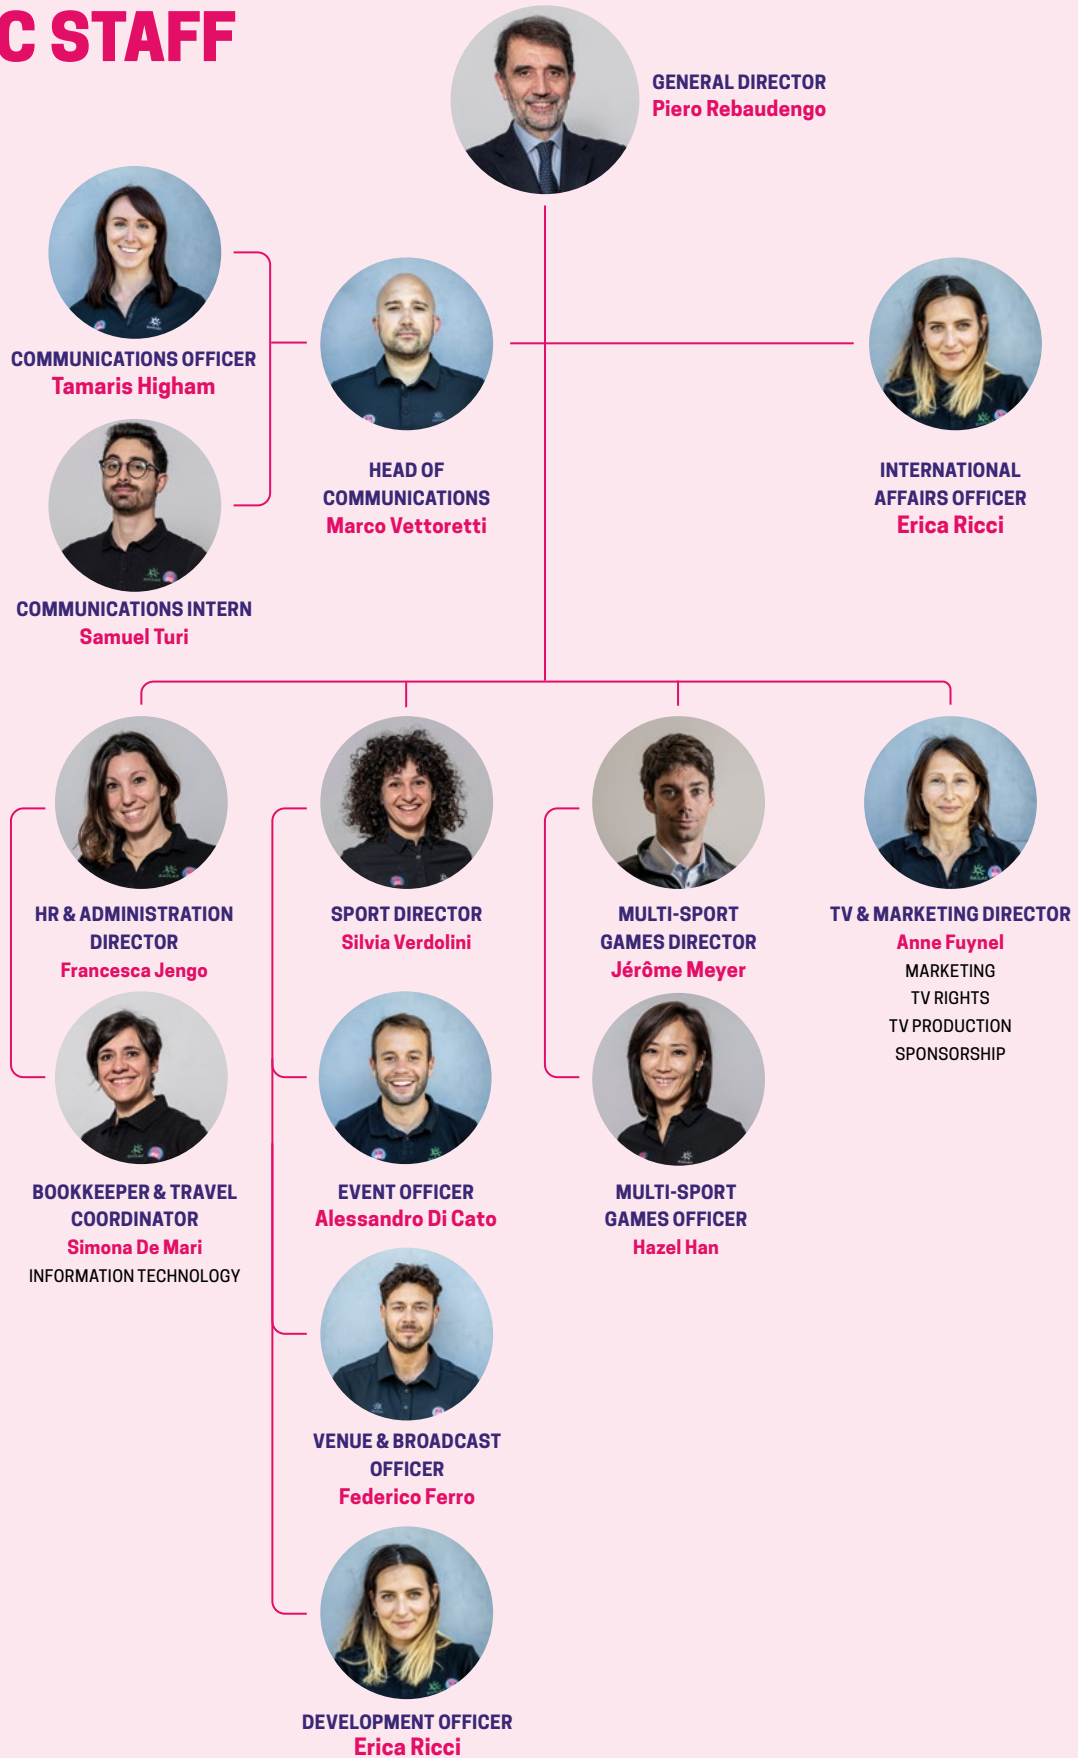 C STAFF
GENERAL DIRECTOR
Piero Rebaudengo
COMMUNICATIONS OFFICER
Tamaris Higham
HEAD OF
COMMUNICATIONS
Marco Vettoretti
INTERNATIONAL
AFFAIRS OFFICER
Erica Ricci
COMMUNICATIONS INTERN
Samuel Turi
HR & ADMINISTRATION
DIRECTOR
Francesca Jengo
SPORT DIRECTOR
Silvia Verdolini
MULTI-SPORT
GAMES DIRECTOR
Jérôme Meyer
TV & MARKETING DIRECTOR
Anne Fuynel
MARKETING
TV RIGHTS
TV PRODUCTION
SPONSORSHIP
BOOKKEEPER & TRAVEL
COORDINATOR
Simona De Mari
INFORMATION TECHNOLOGY
EVENT OFFICER
Alessandro Di Cato
MULTI-SPORT
GAMES OFFICER
Hazel Han
VENUE & BROADCAST
OFFICER
Federico Ferro
DEVELOPMENT OFFICER
Erica Ricci